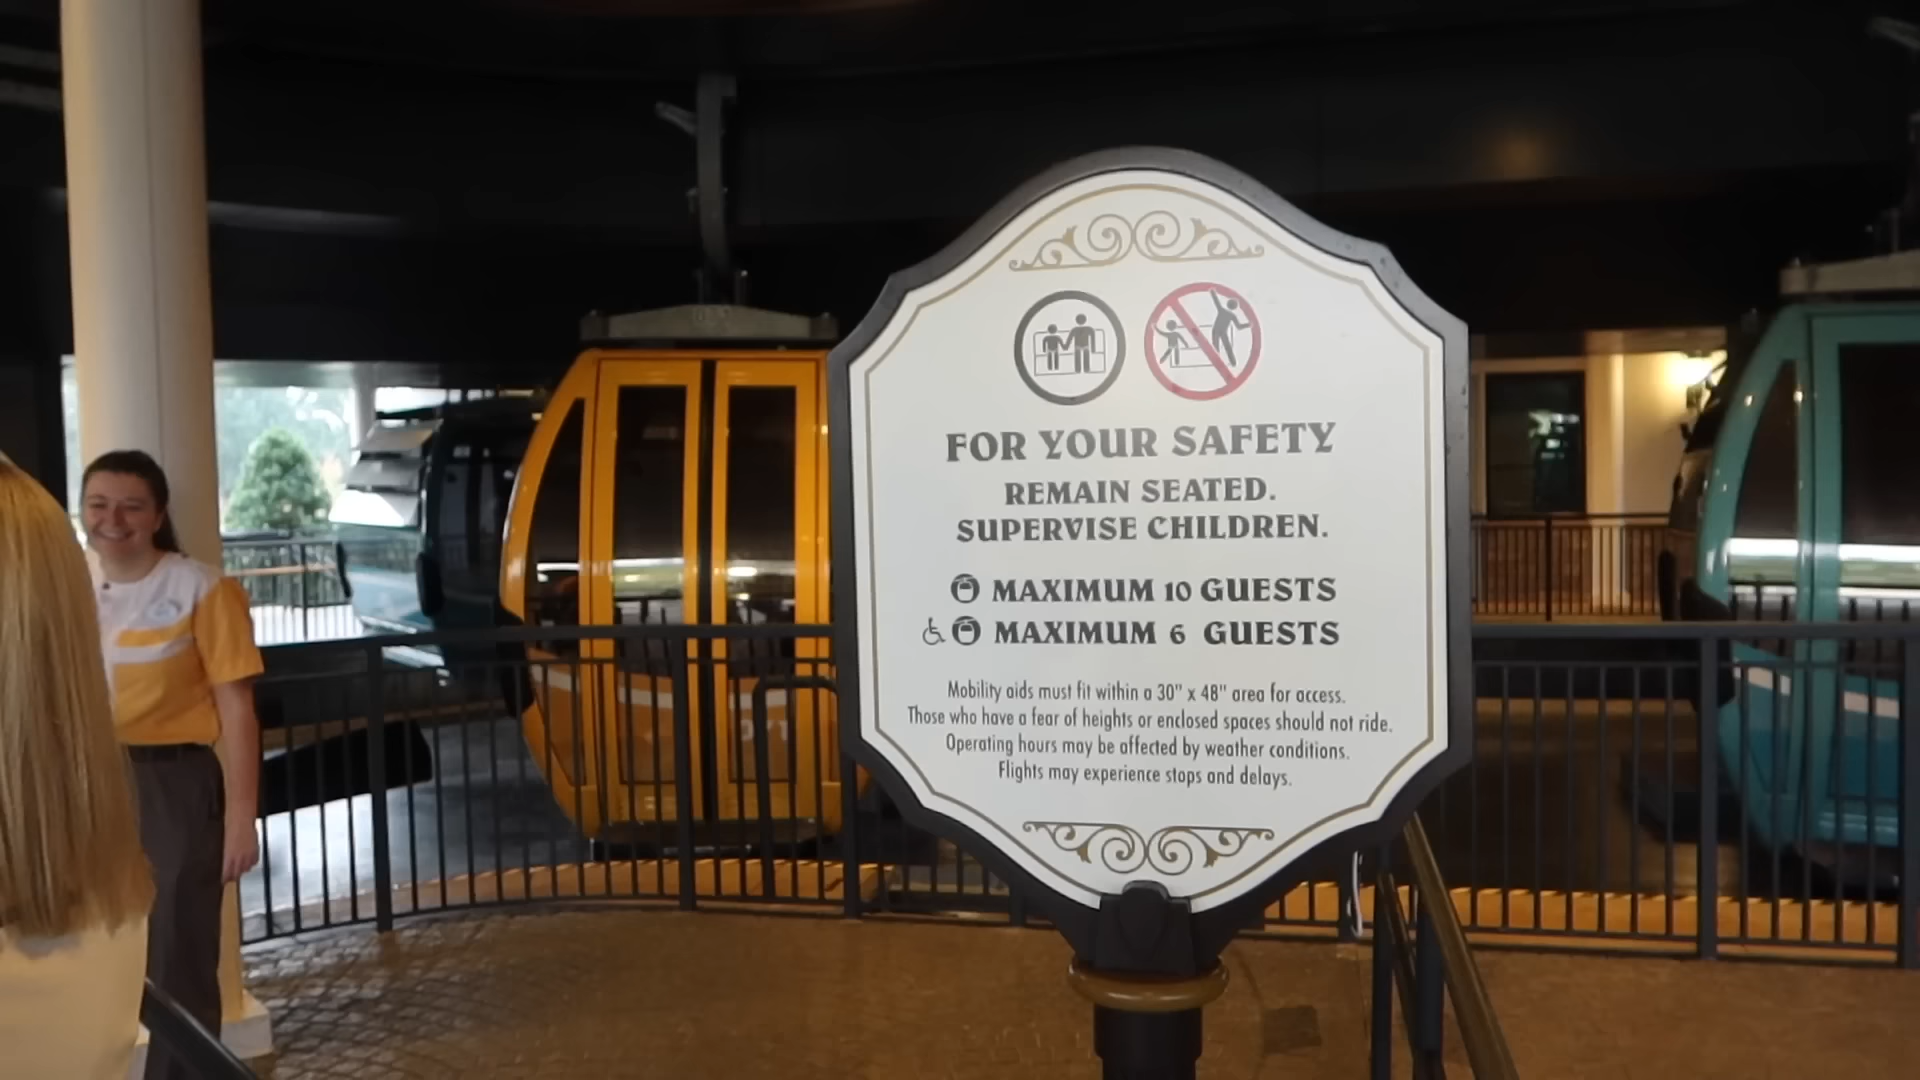 FOR YOUR SAFETY
REMAIN SEATED.
SUPERVISE CHILDREN.
MAXIMUM 10 GUESTS
MAXIMUM 6 GUESTS
Mobility aids must fit within a 30" x 48" area for access.
Those who have a fear of heights or enclosed spaces should not ride.
Operating hours may be affected by weather conditions.
Flights may experience stops and delays.